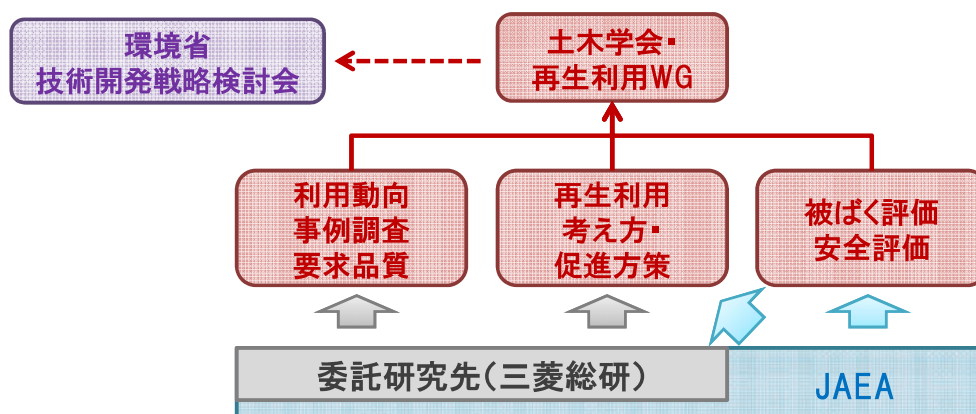 環境省
技術開発戦略検討会
土木学会・
再生利用WG
利用動向
事例調査
要求品質
再生利用
考え方・
促進方策
被ばく評価
安全評価
委託研究先(三菱総研)
JAEA